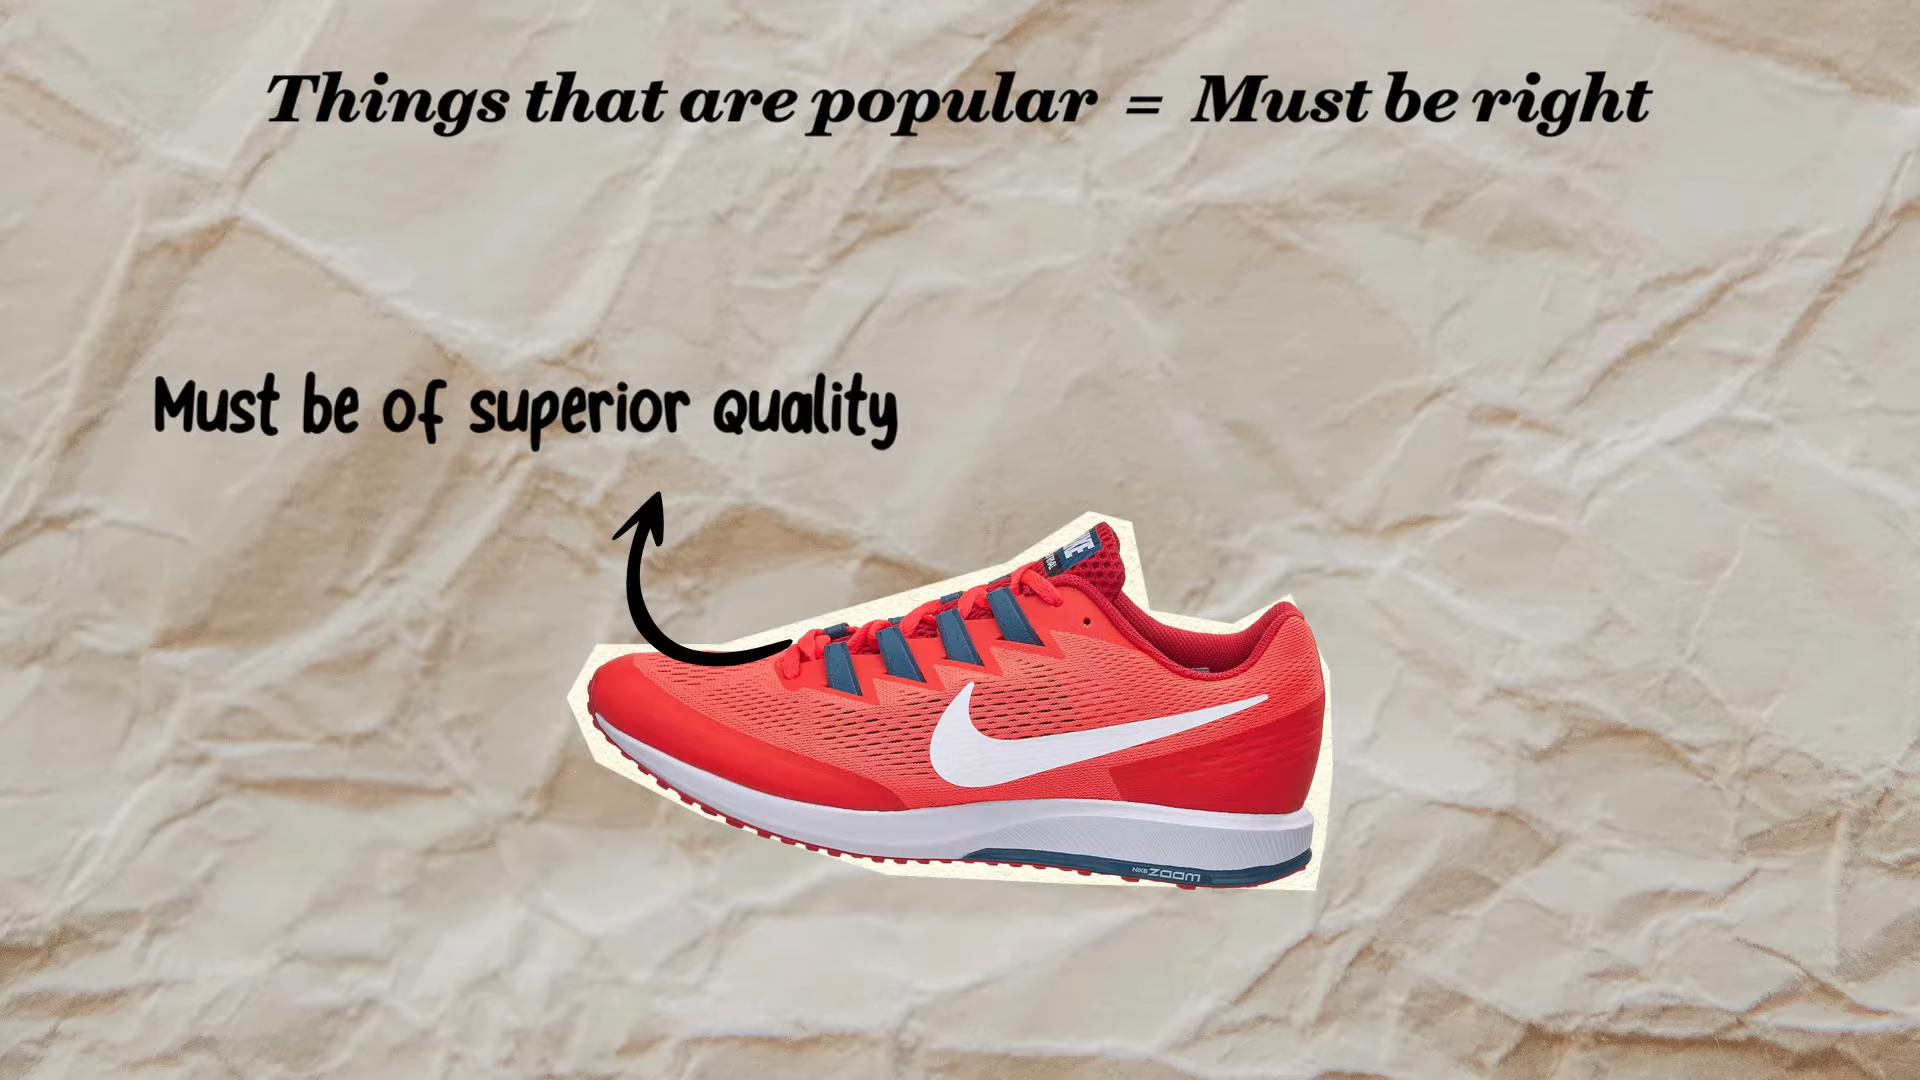 Things that are popular = Must be right
Must be of superior quality
NIKE ZOOM